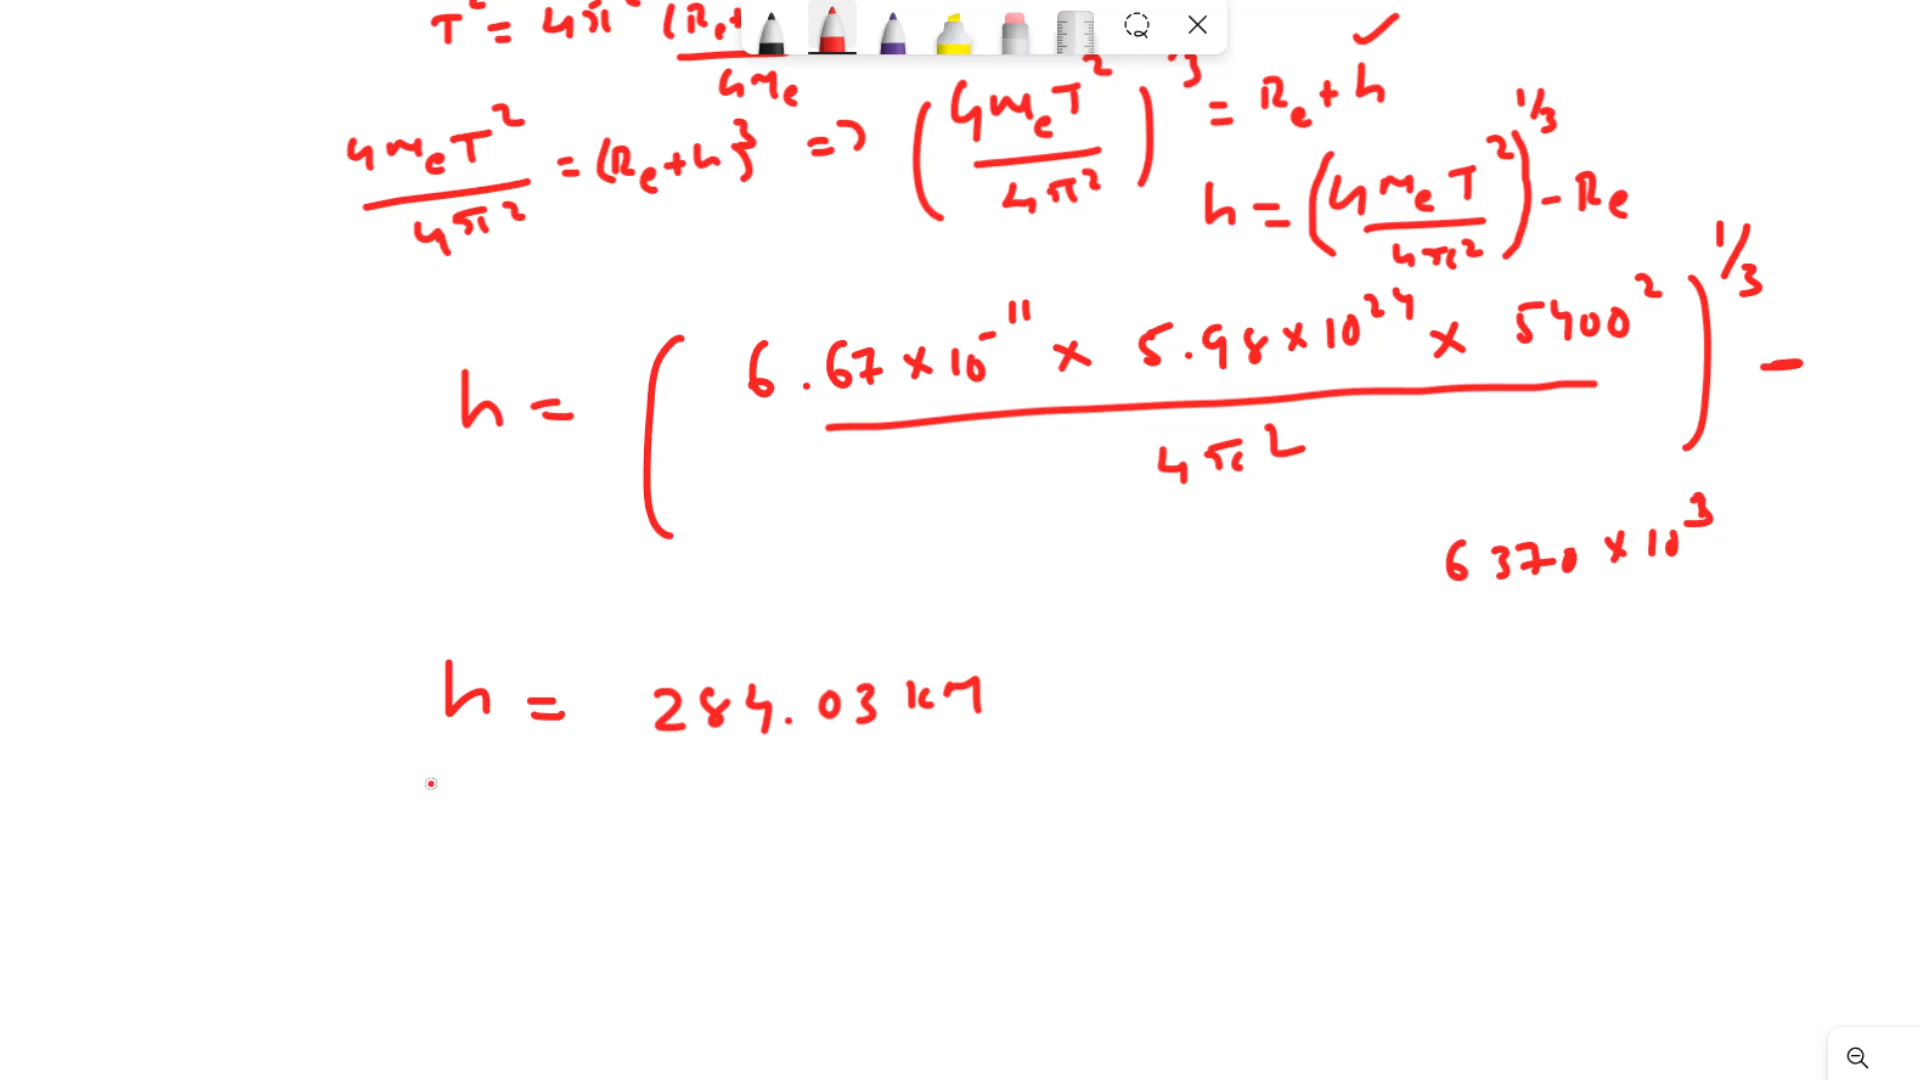 T² = 4π² (Re+
GMe
GMeT² / 4π² = (Re+h}³ => (GMeT² / 4π²)^1/3 = Re + h
h = (GMeT² / 4π²)^1/3 - Re
h = (6.67 × 10⁻¹¹ × 5.98 × 10²⁴ × 5400² / 4π²)^1/3 -
6370 × 10³
h = 284.03 KM